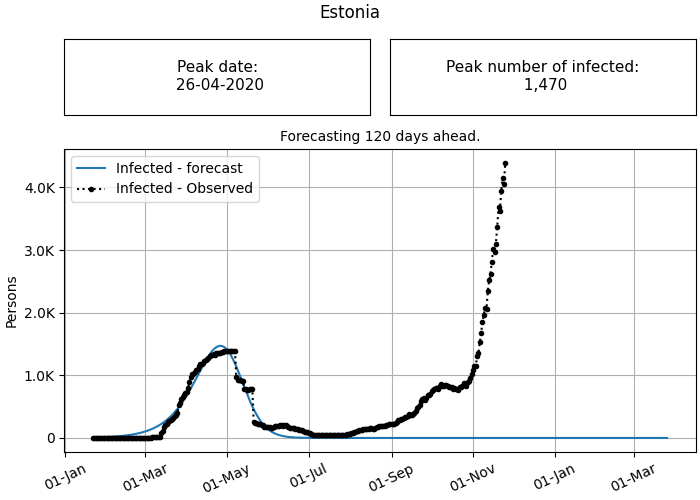 Estonia
Peak date:
26-04-2020
Peak number of infected:
1,470
Forecasting 120 days ahead.
Infected - forecast
Infected - Observed
4.0K
3.0K
2.0K
1.0K
0
Persons
01-Jan
01-Mar
01-May
01-Jul
01-Sep
01-Nov
01-Jan
01-Mar